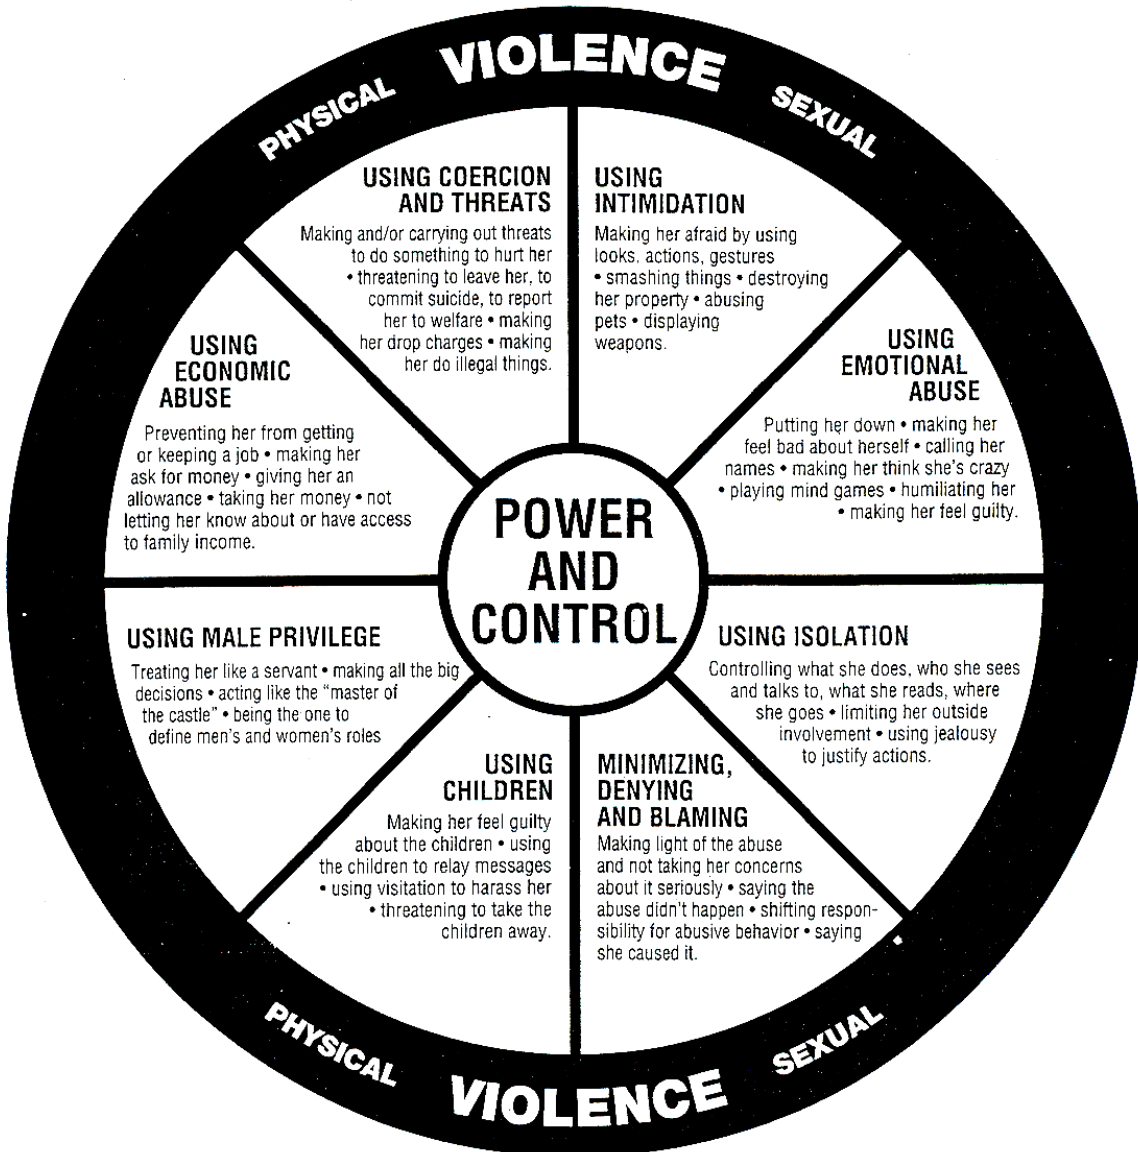 PHYSICAL VIOLENCE SEXUAL
USING COERCION
AND THREATS
Making and/or carrying out threats
to do something to hurt her
• threatening to leave her, to
commit suicide, to report
her to welfare • making
her drop charges • making
her do illegal things.
USING
INTIMIDATION
Making her afraid by using
looks, actions, gestures
• smashing things • destroying
her property • abusing
pets • displaying
weapons.
USING
EMOTIONAL
ABUSE
Putting her down • making her
feel bad about herself • calling her
names • making her think she's crazy
• playing mind games • humiliating her
• making her feel guilty.
USING ISOLATION
Controlling what she does, who she sees
and talks to, what she reads, where
she goes • limiting her outside
involvement • using jealousy
to justify actions.
MINIMIZING,
DENYING
AND BLAMING
Making light of the abuse
and not taking her concerns
about it seriously • saying the
abuse didn't happen • shifting respon-
sibility for abusive behavior • saying
she caused it.
USING
CHILDREN
Making her feel guilty
about the children • using
the children to relay messages
• using visitation to harass her
• threatening to take the
children away.
USING MALE PRIVILEGE
Treating her like a servant • making all the big
decisions • acting like the "master of
the castle" • being the one to
define men's and women's roles
USING
ECONOMIC
ABUSE
Preventing her from getting
or keeping a job • making her
ask for money • giving her an
allowance • taking her money • not
letting her know about or have access
to family income.
POWER
AND
CONTROL
PHYSICAL VIOLENCE SEXUAL